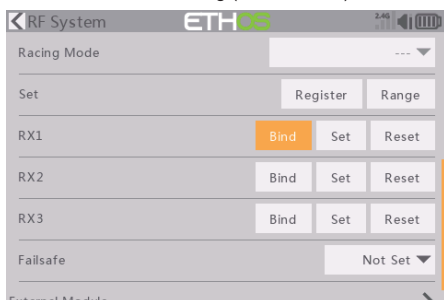 RF System ETHOS 2.4G
Racing Mode ---
Set Register Range
RX1 Bind Set Reset
RX2 Bind Set Reset
RX3 Bind Set Reset
Failsafe Not Set
External Module